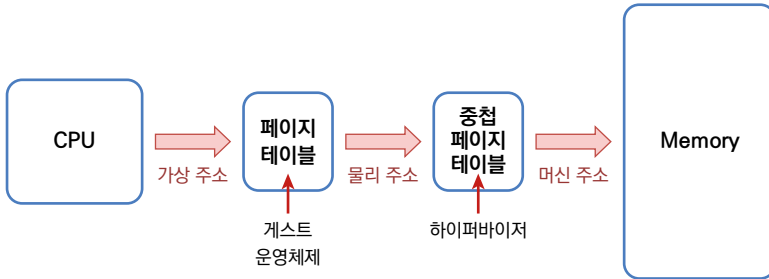 CPU
가상 주소
페이지
테이블
게스트
운영체제
물리 주소
중첩
페이지
테이블
하이퍼바이저
머신 주소
Memory